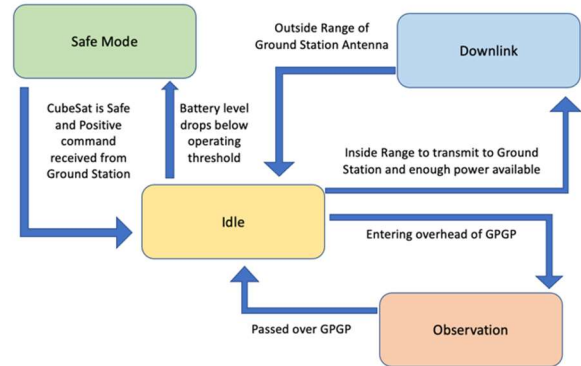 Safe Mode
Outside Range of
Ground Station Antenna
Downlink
CubeSat is Safe
and Positive
command
received from
Ground Station
Battery level
drops below
operating
threshold
Inside Range to transmit to Ground
Station and enough power available
Idle
Entering overhead of GPGP
Passed over GPGP
Observation